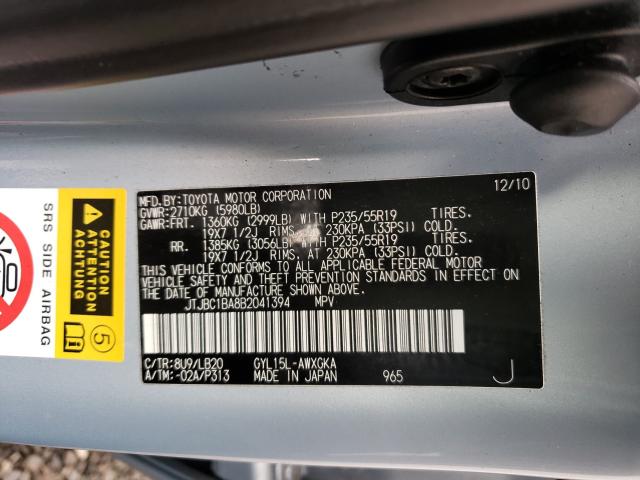 MFD.BY:TOYOTA MOTOR CORPORATION 12/10
GVWR:2710KG (5980LB)
GAWR:FRT. 1360KG (2999LB) WITH P235/55R19 TIRES
19X7 1/2J RIMS, AT 230KPA (33PSI) COLD.
RR. 1385KG (3056LB) WITH P235/55R19 TIRES
19X7 1/2J RIMS, AT 230KPA (33PSI) COLD.
THIS VEHICLE CONFORMS TO ALL APPLICABLE FEDERAL MOTOR
VEHICLE SAFETY AND THEFT PREVENTION STANDARDS IN EFFECT ON
THE DATE OF MANUFACTURE SHOWN ABOVE.
JTJBC1BA8B2041394 MPV
C/TR:8U9/LB20 GYL15L-AWXGKA
A/TM:-02A/P313 MADE IN JAPAN 965 J
SRS SIDE AIRBAG
CAUTION
ATTENTION
5